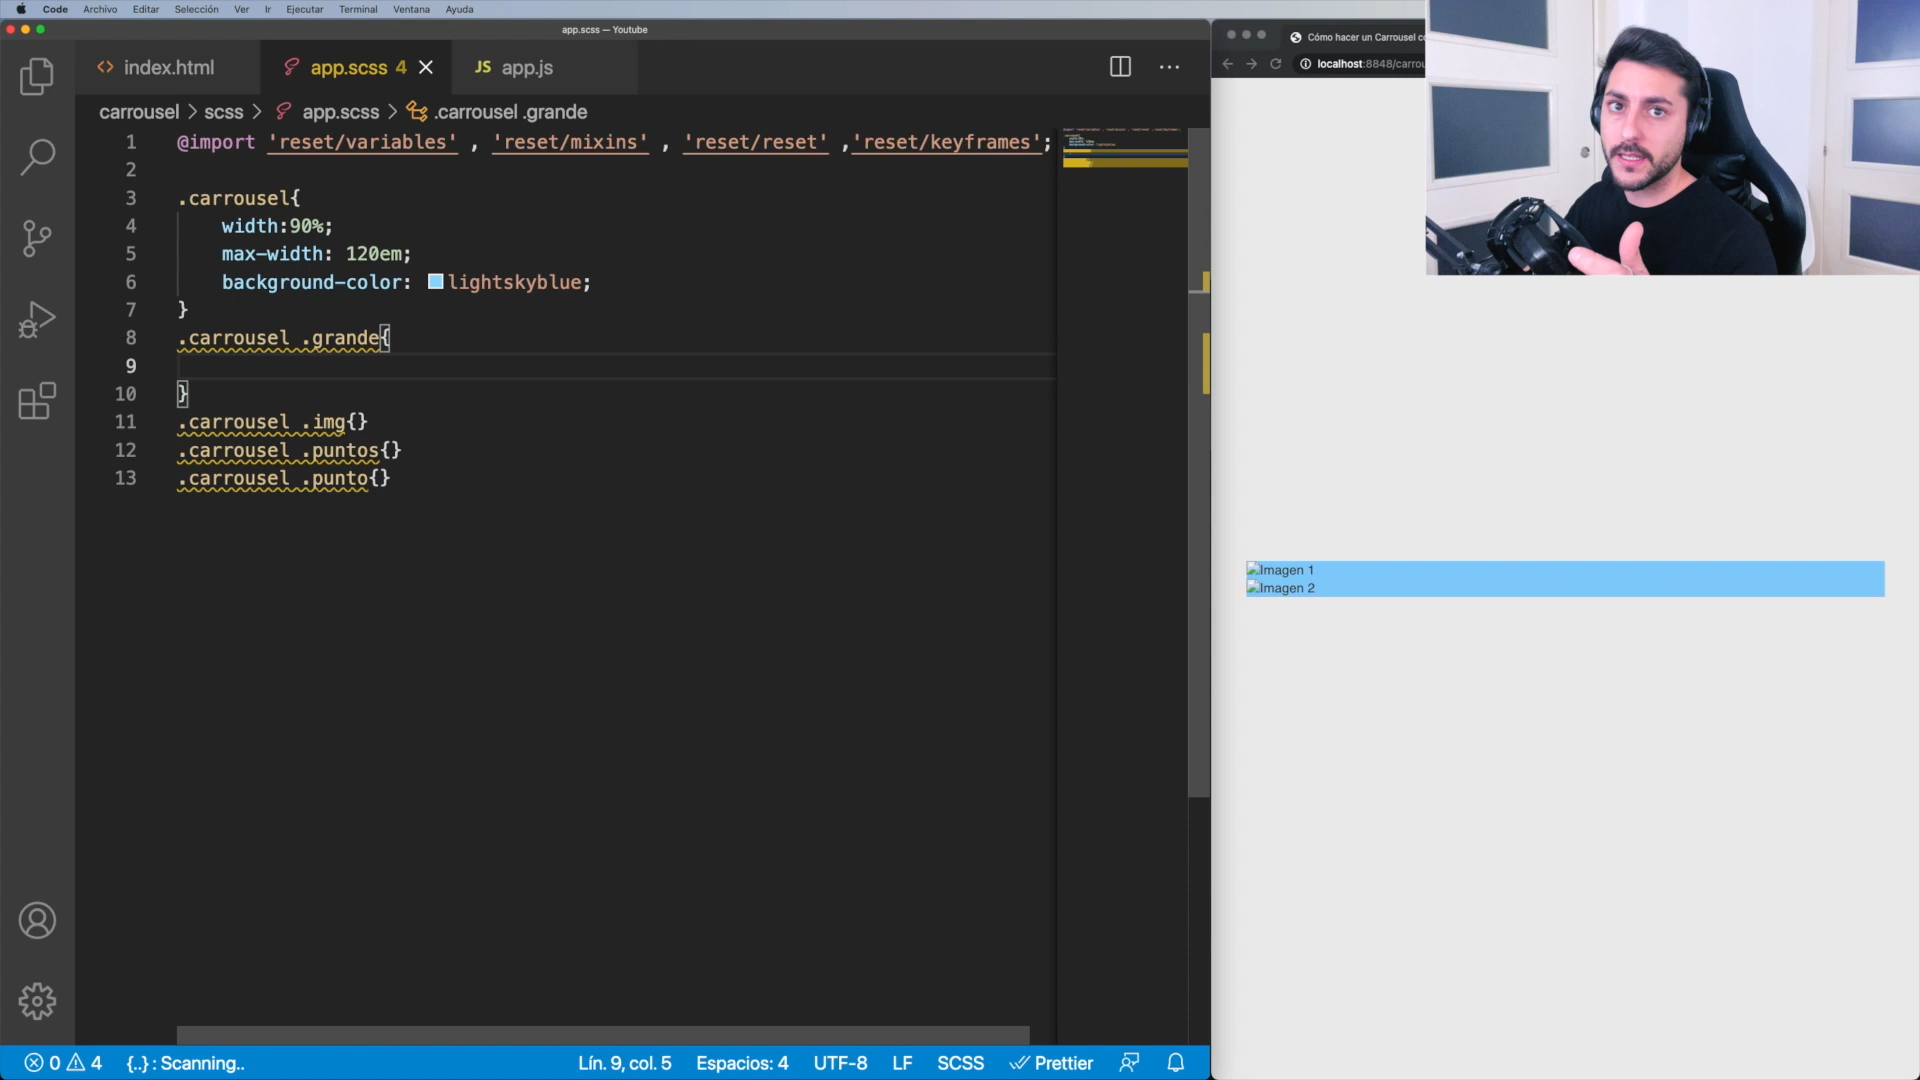 Code Archivo Editar Selección Ver Ir Ejecutar Terminal Ventana Ayuda
app.scss — Youtube
index.html
app.scss 4
JS app.js
carrousel > scss > app.scss > .carrousel .grande
1 @import 'reset/variables' , 'reset/mixins' , 'reset/reset' ,'reset/keyframes';
2
3 .carrousel{
4 width:90%;
5 max-width: 120em;
6 background-color: lightskyblue;
7 }
8 .carrousel .grande{
9
10 }
11 .carrousel .img{}
12 .carrousel .puntos{}
13 .carrousel .punto{}
0 4 {..} : Scanning.. Lín. 9, col. 5 Espacios: 4 UTF-8 LF SCSS Prettier
Cómo hacer un Carrousel
localhost:8848/carrou
Imagen 1
Imagen 2